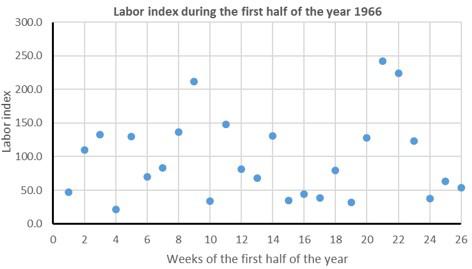 Labor index during the first half of the year 1966
300.0
250.0
200.0
150.0
100.0
50.0
0.0
Labor index
0 2 4 6 8 10 12 14 16 18 20 22 24 26
Weeks of the first half of the year